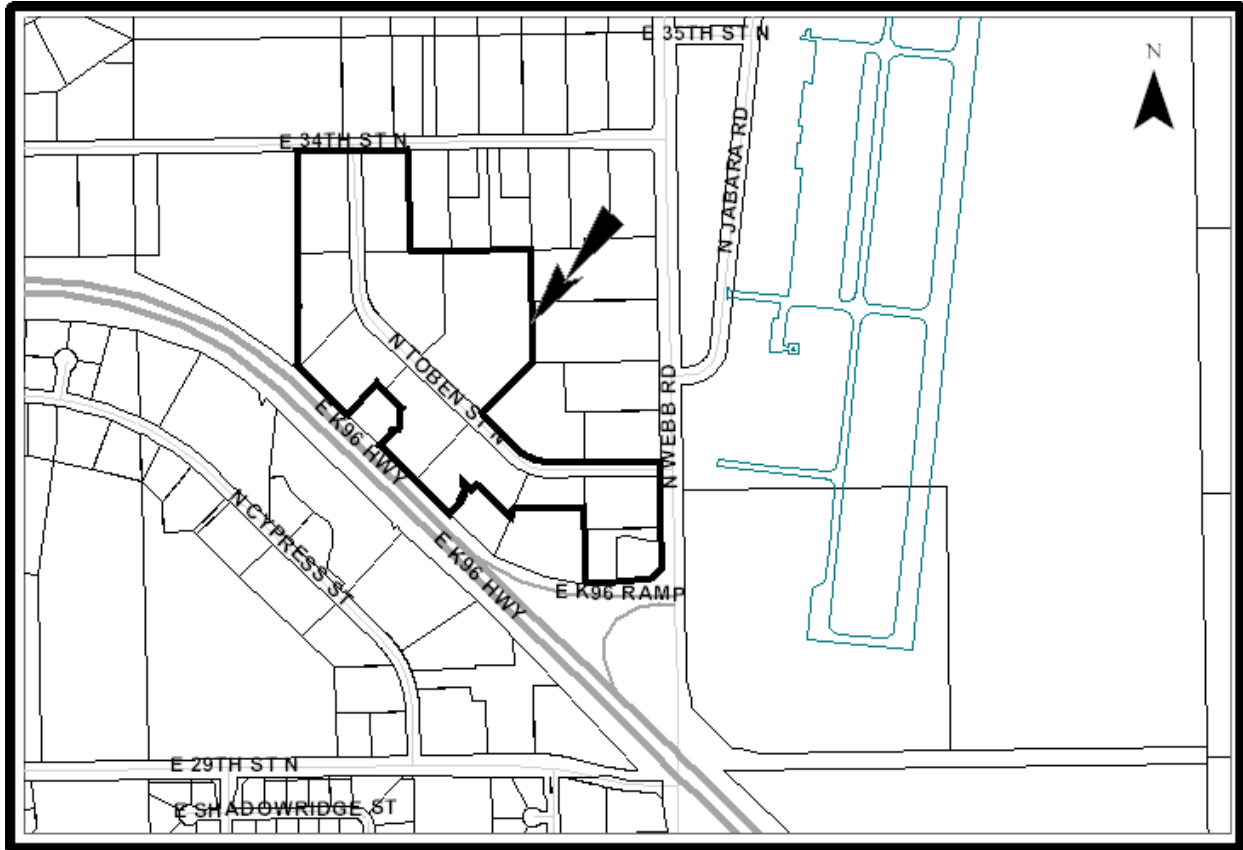 E 35TH ST N
N
E 34TH ST N
N JABARA RD
N TOBEN ST N
N WEBB RD
E K96 HWY
N CYPRESS ST
E K96 HWY
E K96 RAMP
E 29TH ST N
E SHADOWRIDGE ST